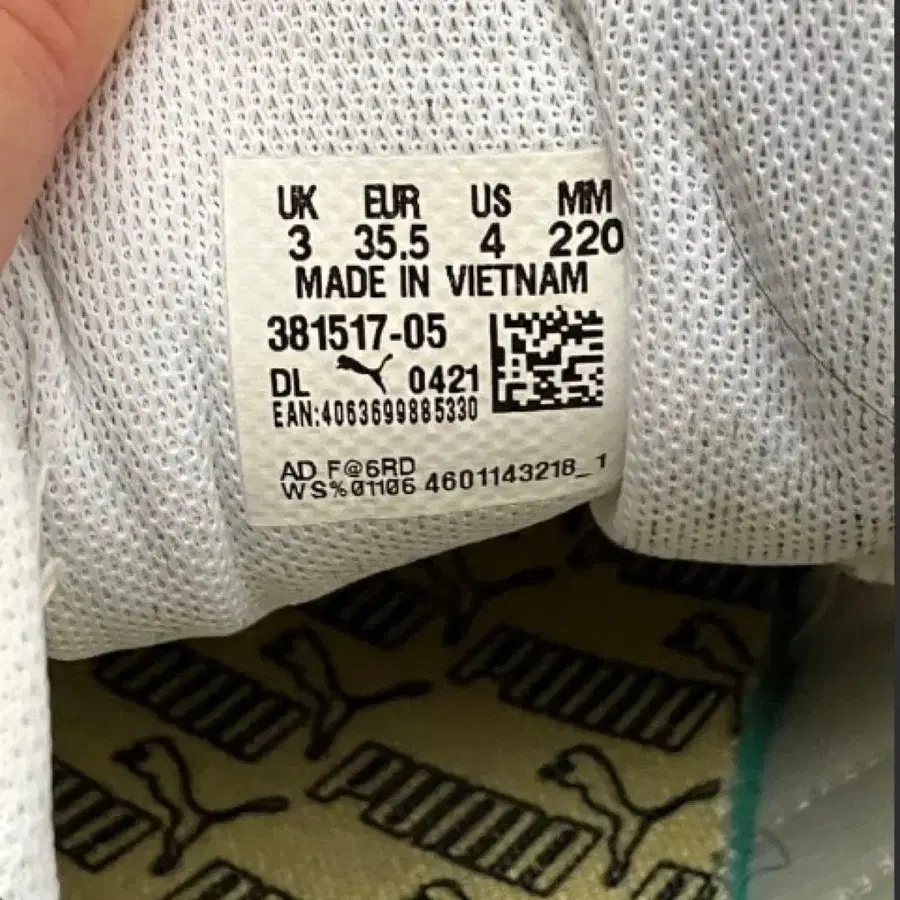 UK EUR US MM
3 35.5 4 220
MADE IN VIETNAM
381517-05
DL 0421
EAN:4063699885330
AD F@6RD
WS%01106 4601143218_1
PUMA
PUMA
PUMA